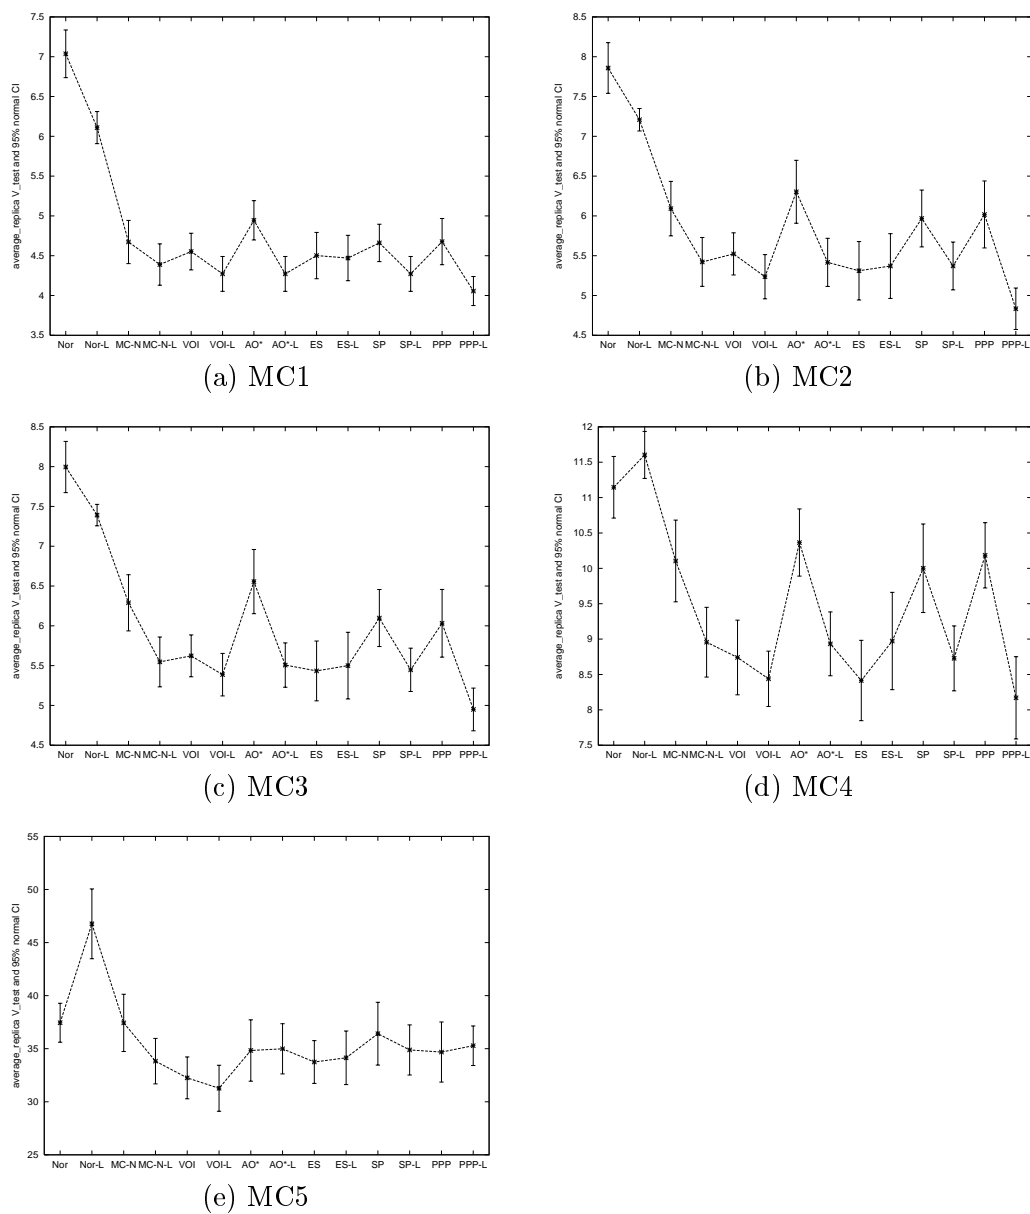 average_replica V_test and 95% normal CI
7.5
7
6.5
6
5.5
5
4.5
4
3.5
Nor Nor-L MC-N MC-N-L VOI VOI-L AO* AO*-L ES ES-L SP SP-L PPP PPP-L
(a) MC1
average_replica V_test and 95% normal CI
8.5
8
7.5
7
6.5
6
5.5
5
4.5
Nor Nor-L MC-N MC-N-L VOI VOI-L AO* AO*-L ES ES-L SP SP-L PPP PPP-L
(b) MC2
average_replica V_test and 95% normal CI
8.5
8
7.5
7
6.5
6
5.5
5
4.5
Nor Nor-L MC-N MC-N-L VOI VOI-L AO* AO*-L ES ES-L SP SP-L PPP PPP-L
(c) MC3
average_replica V_test and 95% normal CI
12
11.5
11
10.5
10
9.5
9
8.5
8
7.5
Nor Nor-L MC-N MC-N-L VOI VOI-L AO* AO*-L ES ES-L SP SP-L PPP PPP-L
(d) MC4
average_replica V_test and 95% normal CI
55
50
45
40
35
30
25
Nor Nor-L MC-N MC-N-L VOI VOI-L AO* AO*-L ES ES-L SP SP-L PPP PPP-L
(e) MC5